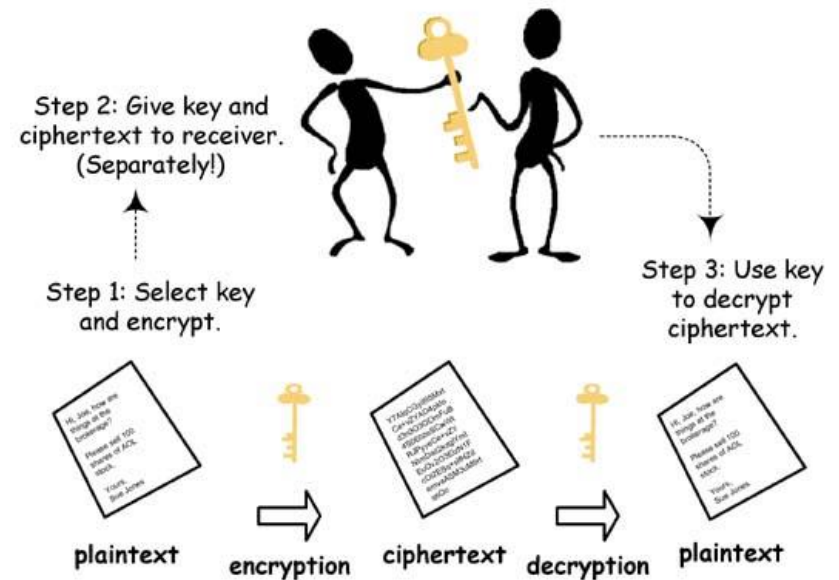 Step 2: Give key and
ciphertext to receiver.
(Separately!)
Step 1: Select key
and encrypt.
Step 3: Use key
to decrypt
ciphertext.
Hi, Joe, how are
things at the
brokerage?
Please sell 100
shares of AOL
stock.
Yours,
Sue Jones
Hi, Joe, how are
things at the
brokerage?
Please sell 100
shares of AOL
stock.
Yours,
Sue Jones
plaintext
encryption
ciphertext
decryption
plaintext